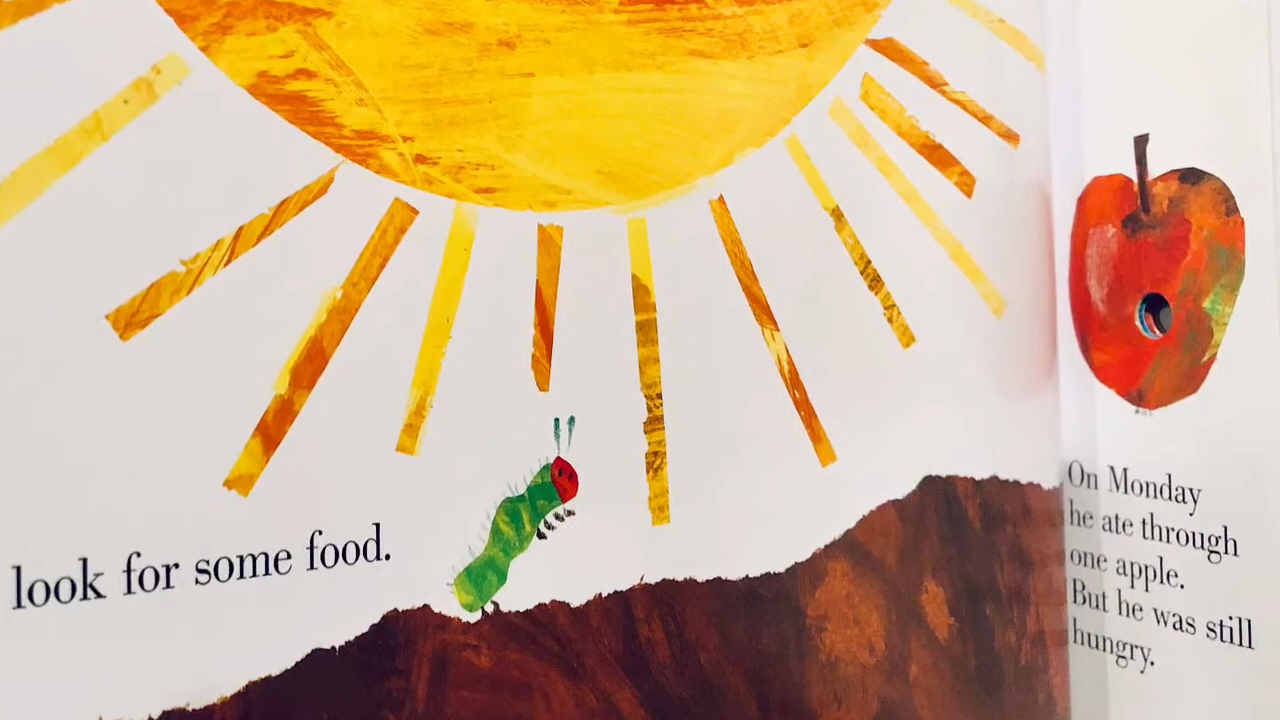 look for some food.
On Monday
he ate through
one apple.
But he was still
hungry.